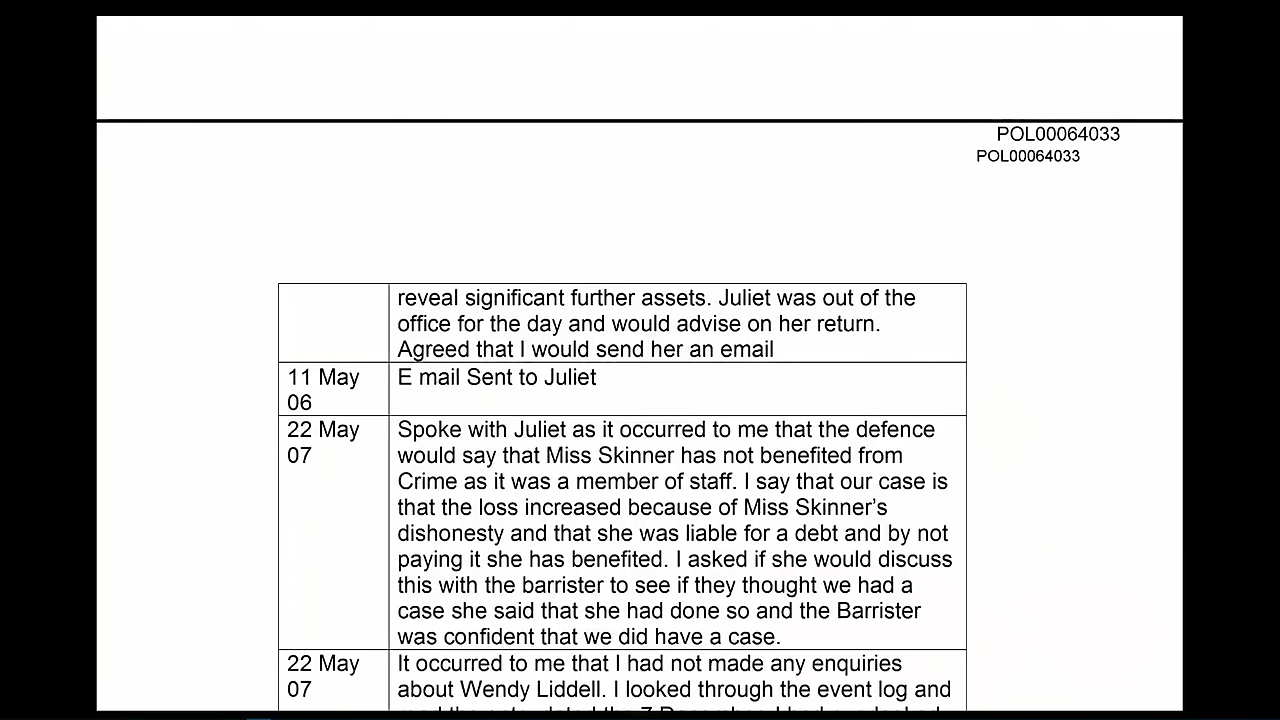 POL00064033
POL00064033
reveal significant further assets. Juliet was out of the
office for the day and would advise on her return.
Agreed that I would send her an email
11 May
06
E mail Sent to Juliet
22 May
07
Spoke with Juliet as it occurred to me that the defence
would say that Miss Skinner has not benefited from
Crime as it was a member of staff. I say that our case is
that the loss increased because of Miss Skinner's
dishonesty and that she was liable for a debt and by not
paying it she has benefited. I asked if she would discuss
this with the barrister to see if they thought we had a
case she said that she had done so and the Barrister
was confident that we did have a case.
22 May
07
It occurred to me that I had not made any enquiries
about Wendy Liddell. I looked through the event log and